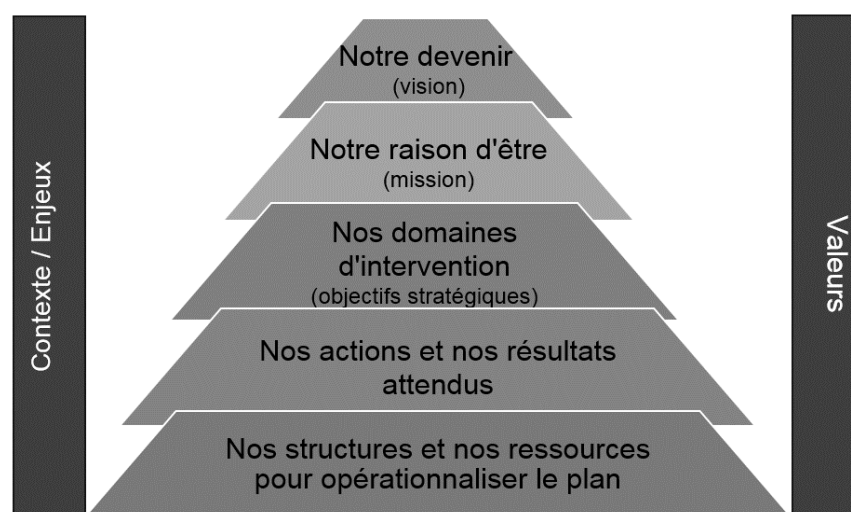 Contexte / Enjeux
Notre devenir
(vision)
Notre raison d'être
(mission)
Nos domaines
d'intervention
(objectifs stratégiques)
Nos actions et nos résultats
attendus
Nos structures et nos ressources
pour opérationnaliser le plan
Valeurs